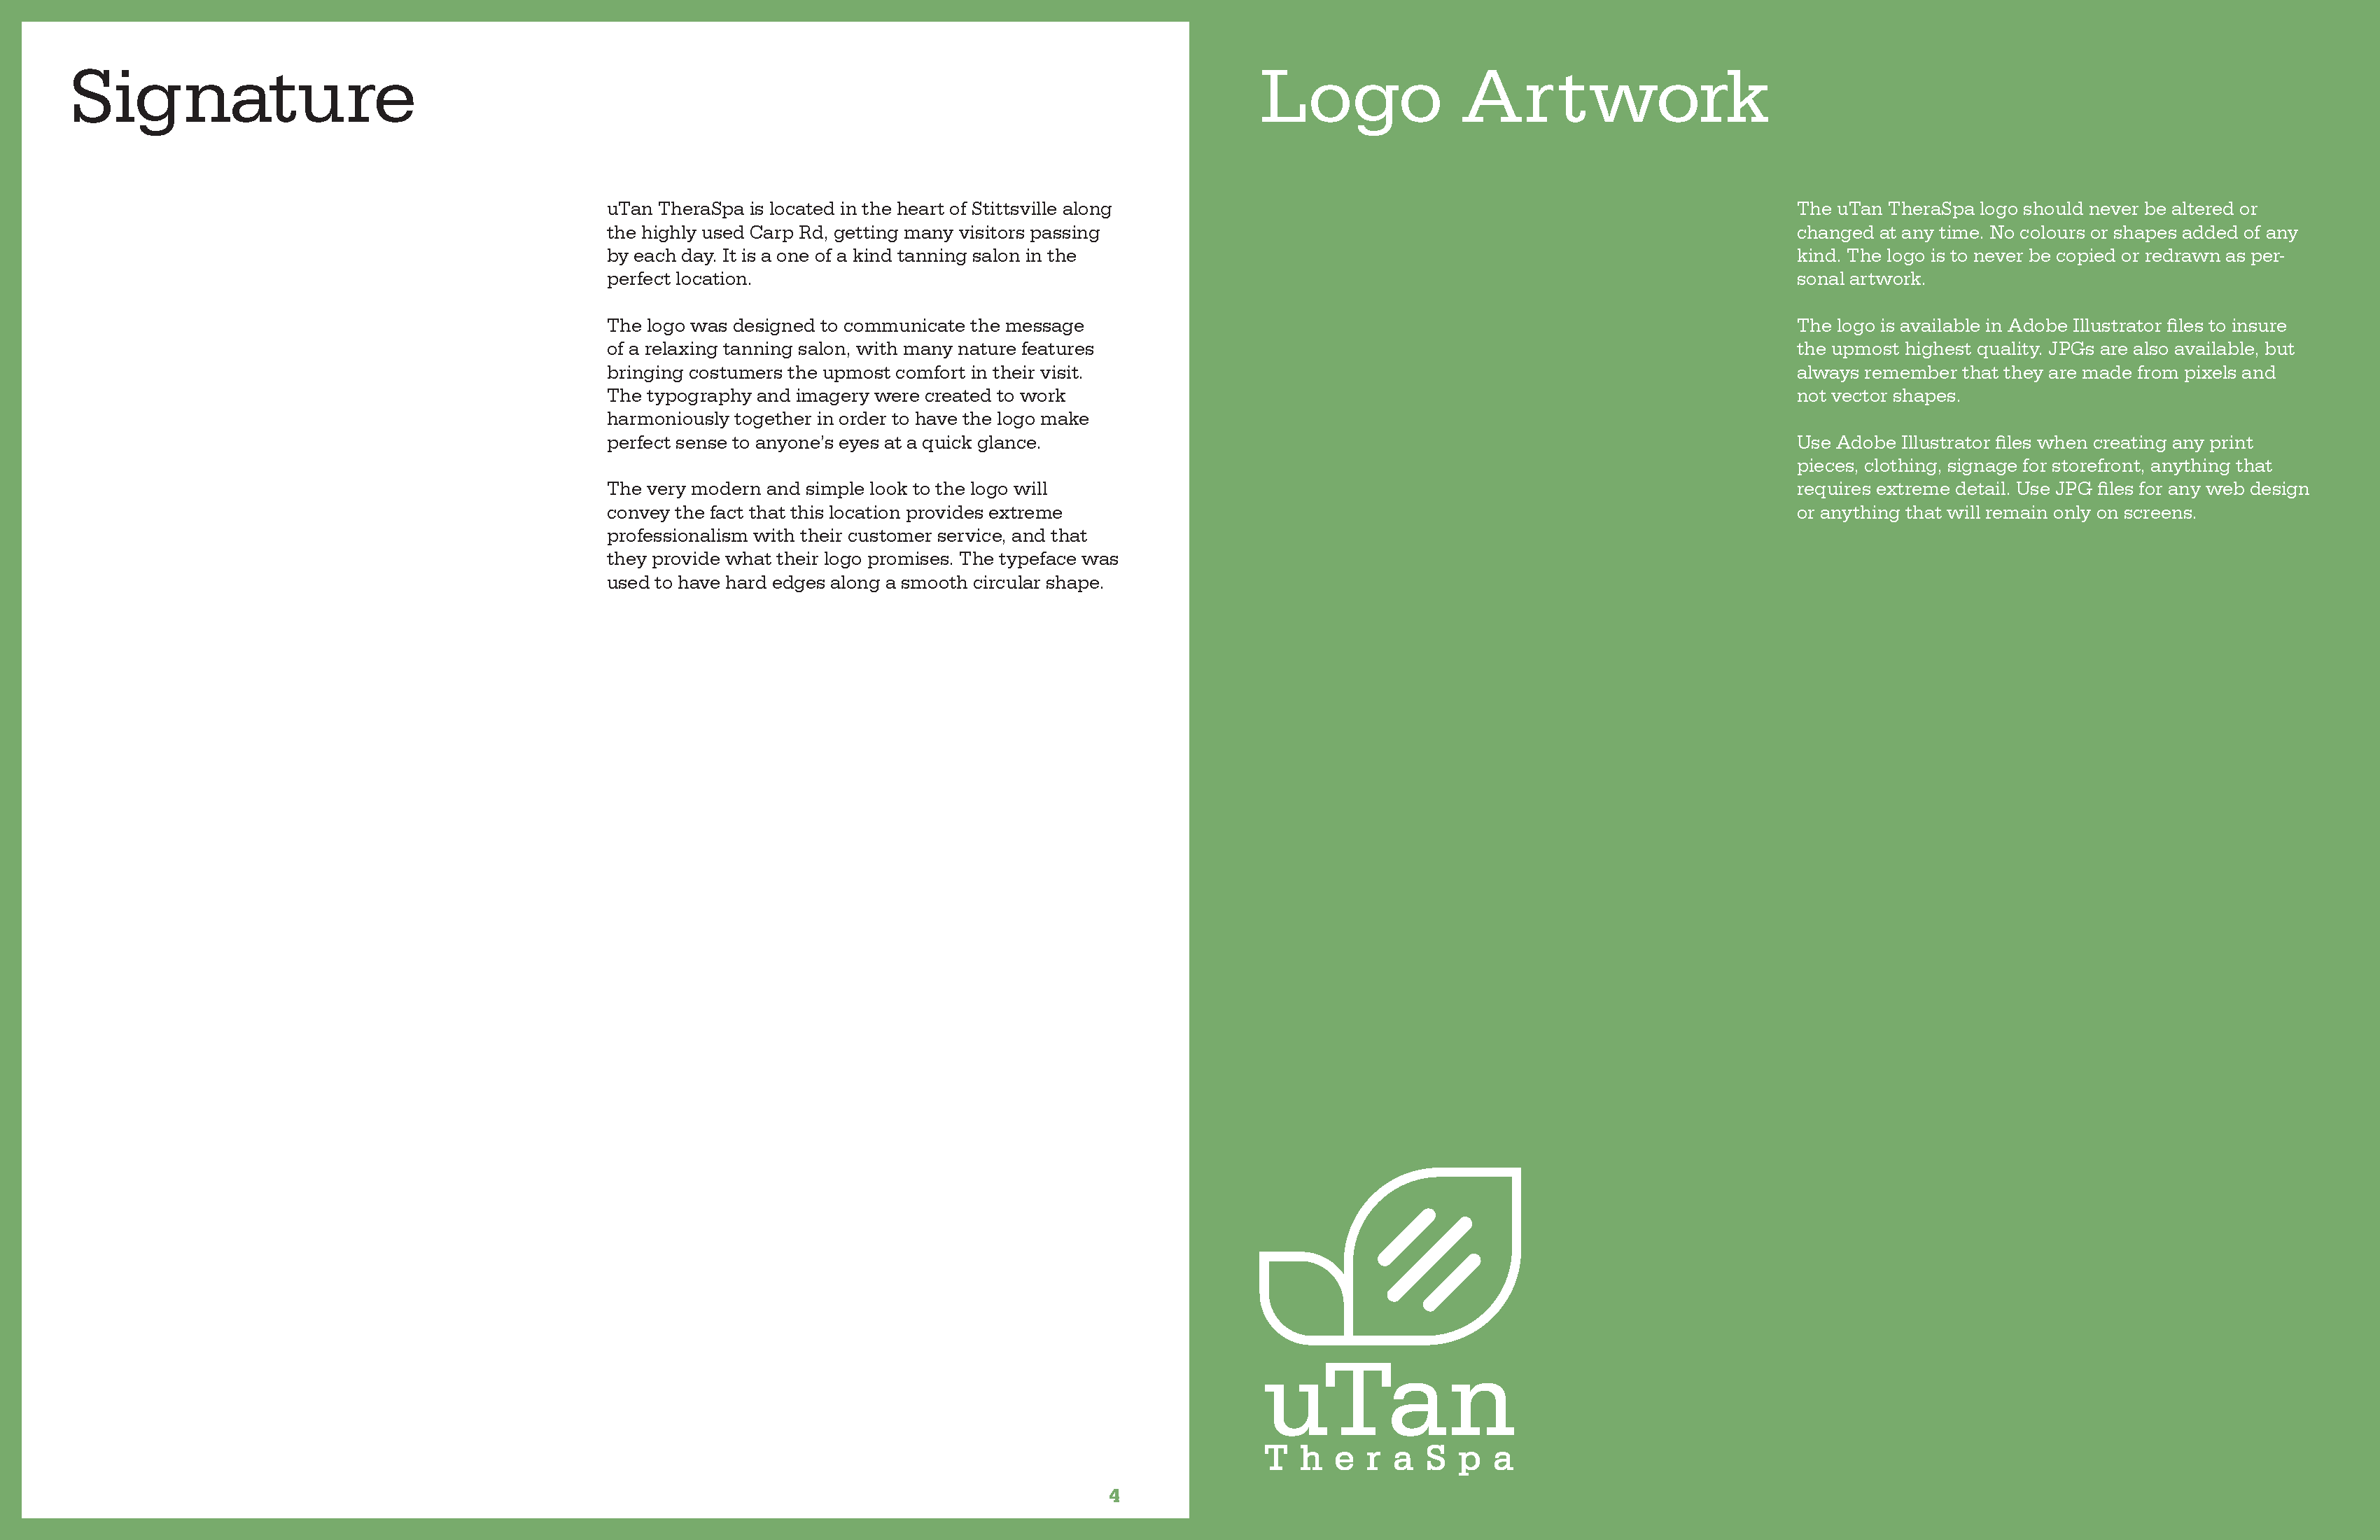 Signature
uTan TheraSpa is located in the heart of Stittsville along
the highly used Carp Rd, getting many visitors passing
by each day. It is a one of a kind tanning salon in the
perfect location.
The logo was designed to communicate the message
of a relaxing tanning salon, with many nature features
bringing costumers the upmost comfort in their visit.
The typography and imagery were created to work
harmoniously together in order to have the logo make
perfect sense to anyone's eyes at a quick glance.
The very modern and simple look to the logo will
convey the fact that this location provides extreme
professionalism with their customer service, and that
they provide what their logo promises. The typeface was
used to have hard edges along a smooth circular shape.
4
Logo Artwork
The uTan TheraSpa logo should never be altered or
changed at any time. No colours or shapes added of any
kind. The logo is to never be copied or redrawn as per-
sonal artwork.
The logo is available in Adobe Illustrator files to insure
the upmost highest quality. JPGs are also available, but
always remember that they are made from pixels and
not vector shapes.
Use Adobe Illustrator files when creating any print
pieces, clothing, signage for storefront, anything that
requires extreme detail. Use JPG files for any web design
or anything that will remain only on screens.
uTan
TheraSpa